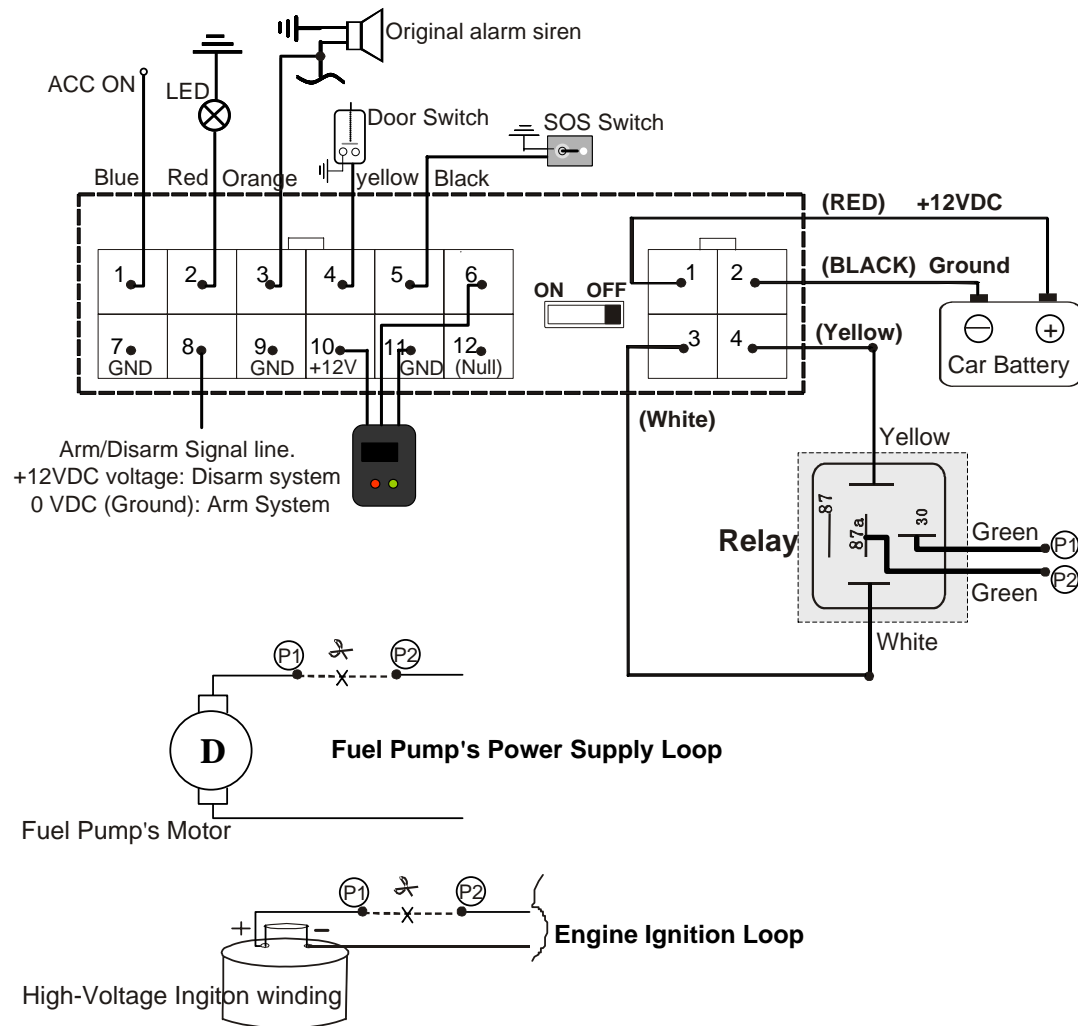 Original alarm siren
ACC ON
LED
Door Switch
SOS Switch
Blue
Red
Orange
yellow
Black
(RED) +12VDC
1
2
3
4
5
6
1
2
(BLACK) Ground
ON OFF
7
GND
8
9
GND
10
+12V
11
GND
12
(Null)
3
4
(Yellow)
Car Battery
(White)
Arm/Disarm Signal line.
+12VDC voltage: Disarm system
0 VDC (Ground): Arm System
Yellow
Relay
87
87a
30
Green
P1
P2
Green
White
P1
P2
D
Fuel Pump's Power Supply Loop
Fuel Pump's Motor
P1
P2
+
-
Engine Ignition Loop
High-Voltage Ingiton winding